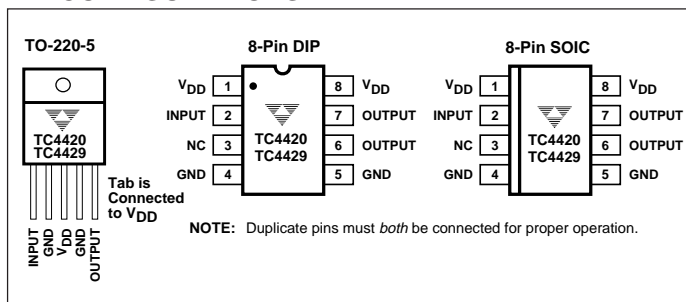 TO-220-5
TC4420
TC4429
Tab is
Connected
to VDD
INPUT
GND
VDD
GND
OUTPUT
8-Pin DIP
VDD 1
INPUT 2
NC 3
GND 4
TC4420
TC4429
8 VDD
7 OUTPUT
6 OUTPUT
5 GND
8-Pin SOIC
VDD 1
INPUT 2
NC 3
GND 4
TC4420
TC4429
8 VDD
7 OUTPUT
6 OUTPUT
5 GND
NOTE: Duplicate pins must both be connected for proper operation.